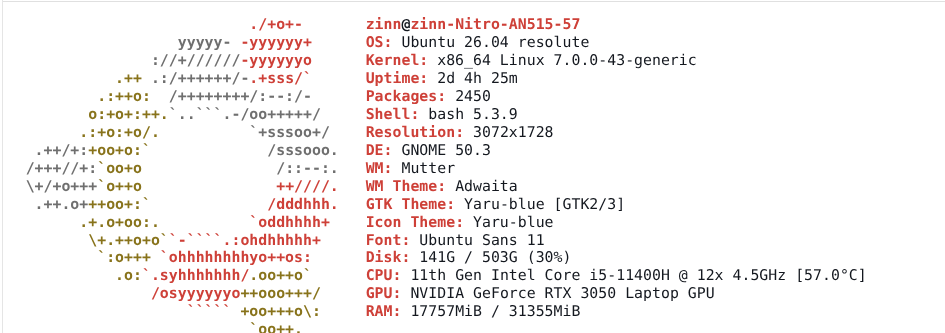 zinn@zinn-Nitro-AN515-57
OS: Ubuntu 26.04 resolute
Kernel: x86_64 Linux 7.0.0-43-generic
Uptime: 2d 4h 25m
Packages: 2450
Shell: bash 5.3.9
Resolution: 3072x1728
DE: GNOME 50.3
WM: Mutter
WM Theme: Adwaita
GTK Theme: Yaru-blue [GTK2/3]
Icon Theme: Yaru-blue
Font: Ubuntu Sans 11
Disk: 141G / 503G (30%)
CPU: 11th Gen Intel Core i5-11400H @ 12x 4.5GHz [57.0°C]
GPU: NVIDIA GeForce RTX 3050 Laptop GPU
RAM: 17757MiB / 31355MiB